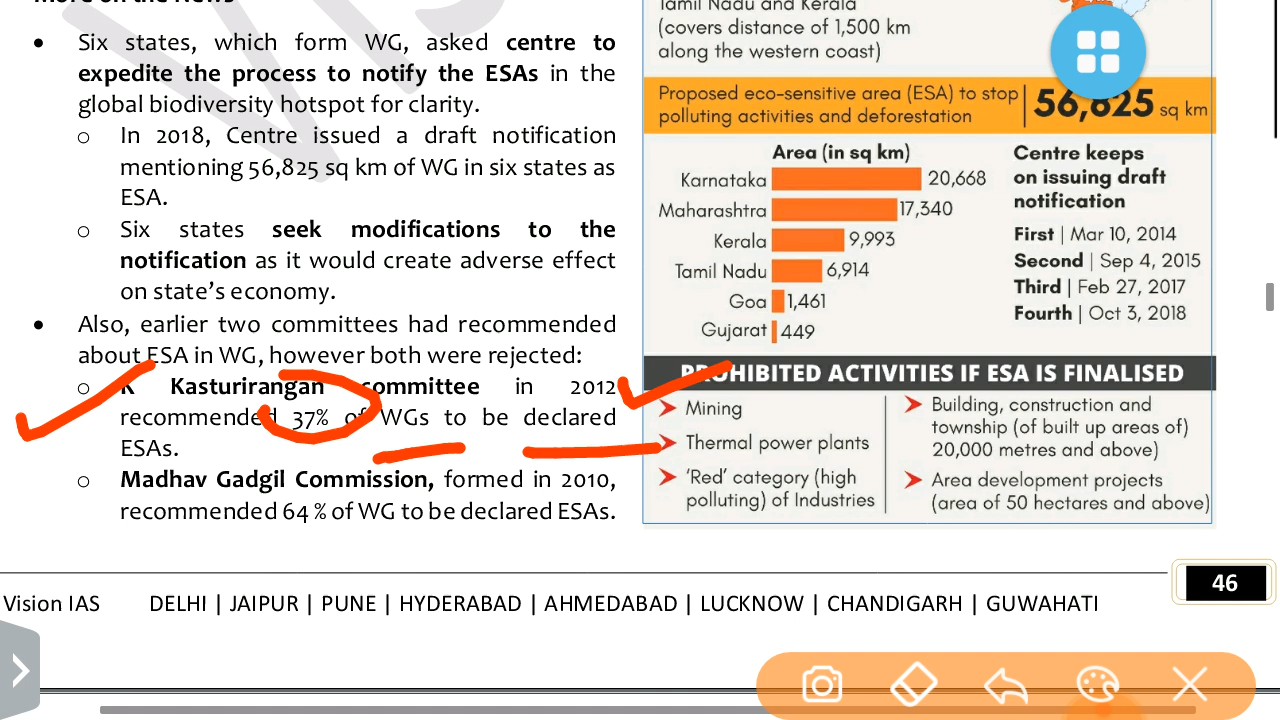 More on the News
• Six states, which form WG, asked centre to
expedite the process to notify the ESAs in the
global biodiversity hotspot for clarity.
o In 2018, Centre issued a draft notification
mentioning 56,825 sq km of WG in six states as
ESA.
o Six states seek modifications to the
notification as it would create adverse effect
on state's economy.
• Also, earlier two committees had recommended
about ESA in WG, however both were rejected:
o K Kasturirangan committee in 2012
recommended 37% of WGs to be declared
ESAs.
o Madhav Gadgil Commission, formed in 2010,
recommended 64 % of WG to be declared ESAs.
Tamil Nadu and Kerala
(covers distance of 1,500 km
along the western coast)
Proposed eco-sensitive area (ESA) to stop
polluting activities and deforestation
56,825 sq km
Area (in sq km)
Karnataka 20,668
Maharashtra 17,340
Kerala 9,993
Tamil Nadu 6,914
Goa 1,461
Gujarat 449
Centre keeps
on issuing draft
notification
First | Mar 10, 2014
Second | Sep 4, 2015
Third | Feb 27, 2017
Fourth | Oct 3, 2018
PROHIBITED ACTIVITIES IF ESA IS FINALISED
Mining
Thermal power plants
'Red' category (high
polluting) of Industries
Building, construction and
township (of built up areas of)
20,000 metres and above)
Area development projects
(area of 50 hectares and above)
46
Vision IAS DELHI | JAIPUR | PUNE | HYDERABAD | AHMEDABAD | LUCKNOW | CHANDIGARH | GUWAHATI